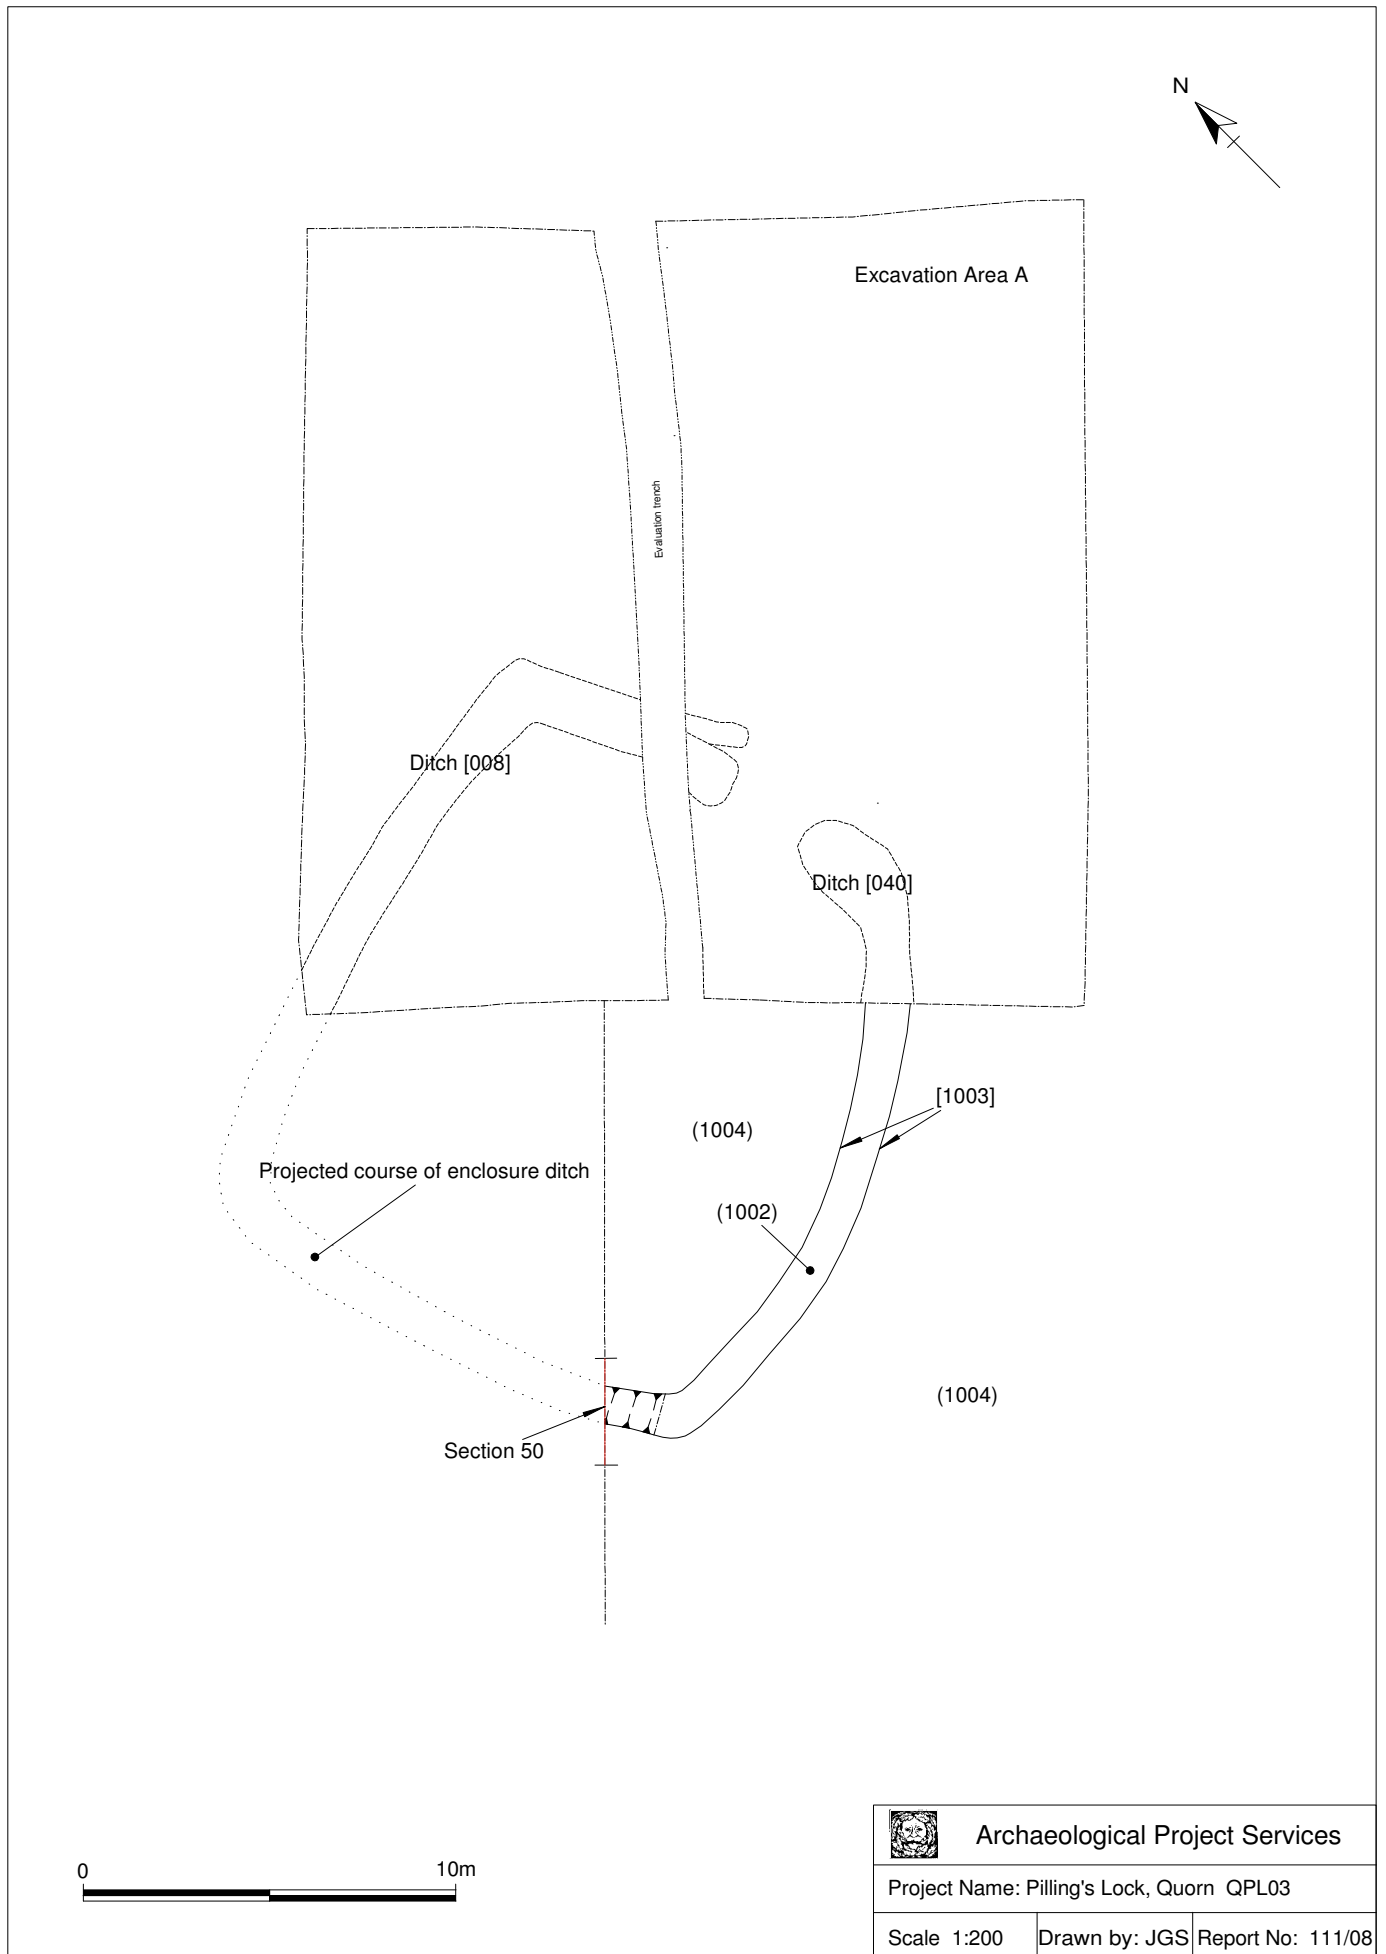 N
Excavation Area A
Evaluation trench
Ditch [008]
Ditch [040]
[1003]
(1004)
Projected course of enclosure ditch
(1002)
(1004)
Section 50
0 10m
Archaeological Project Services
Project Name: Pilling's Lock, Quorn QPL03
Scale 1:200 Drawn by: JGS Report No: 111/08